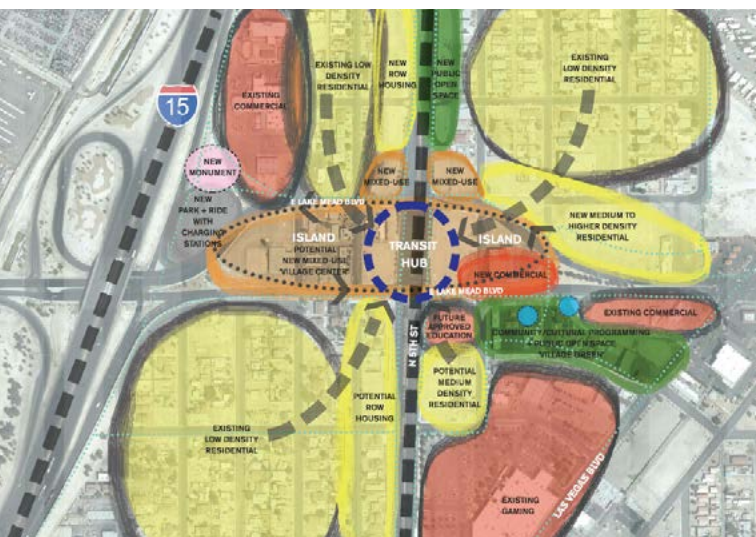 EXISTING
COMMERCIAL
EXISTING LOW
DENSITY
RESIDENTIAL
NEW
ROW
HOUSING
NEW
PUBLIC
OPEN
SPACE
EXISTING
LOW DENSITY
RESIDENTIAL
15
NEW
MONUMENT
NEW
PARK + RIDE
WITH
CHARGING
STATIONS
NEW
MIXED-USE
NEW
MIXED-USE
E LAKE MEAD BLVD
ISLAND
POTENTIAL
NEW MIXED-USE
'VILLAGE CENTER'
TRANSIT
HUB
ISLAND
NEW MEDIUM TO
HIGHER DENSITY
RESIDENTIAL
NEW COMMERCIAL
E LAKE MEAD BLVD
FUTURE
APPROVED
EDUCATION
EXISTING COMMERCIAL
COMMUNITY/CULTURAL PROGRAMMING
+ PUBLIC OPEN SPACE
'VILLAGE GREEN'
N 5TH ST
POTENTIAL
MEDIUM
DENSITY
RESIDENTIAL
POTENTIAL
ROW
HOUSING
EXISTING
LOW DENSITY
RESIDENTIAL
EXISTING
GAMING
LAS VEGAS BLVD